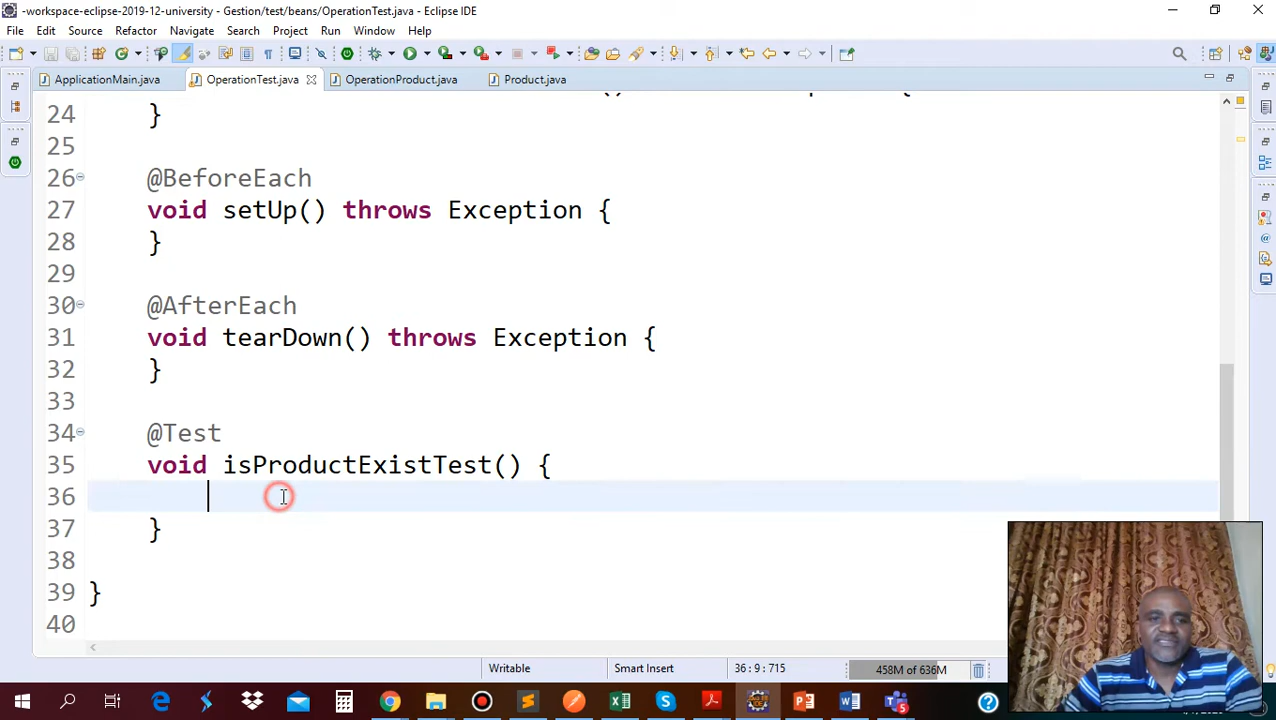 -workspace-eclipse-2019-12-university - Gestion/test/beans/OperationTest.java - Eclipse IDE
File Edit Source Refactor Navigate Search Project Run Window Help
ApplicationMain.java OperationTest.java OperationProduct.java Product.java
24 }
25
26 @BeforeEach
27 void setUp() throws Exception {
28 }
29
30 @AfterEach
31 void tearDown() throws Exception {
32 }
33
34 @Test
35 void isProductExistTest() {
36
37 }
38
39 }
40
Writable Smart Insert 36 : 9 : 715 458M of 636M